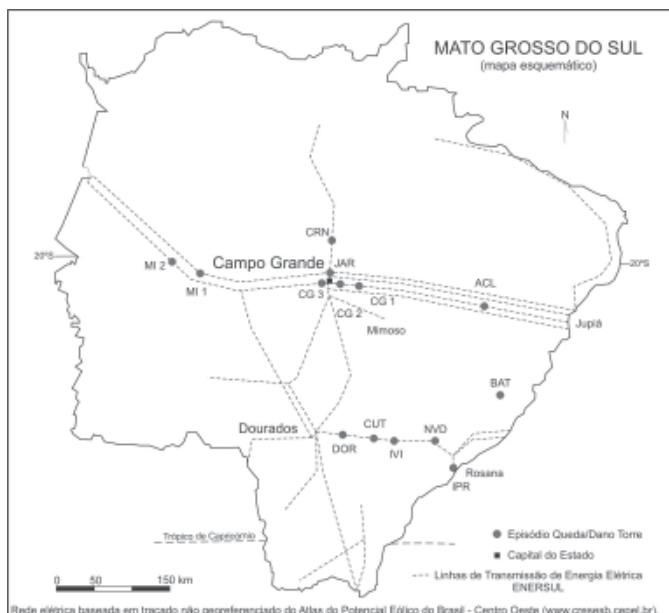 MATO GROSSO DO SUL
(mapa esquemático)
N
CRN
20°S
MI 2
MI 1
Campo Grande
JAR
CG 3
CG 2
CG 1
ACL
20°S
Mimoso
Jupiá
BAT
Dourados
DOR
CUT
IVI
NVD
Rosana
IPR
Trópico de Capricórnio
Episódio Queda/Dano Torre
Capital do Estado
Linhas de Transmissão de Energia Elétrica
ENERSUL
0 50 150 km
Rede elétrica baseada em traçado não georeferenciado do Atlas do Potencial Eólico do Brasil - Centro Oeste (www.cresesb.cepel.br)